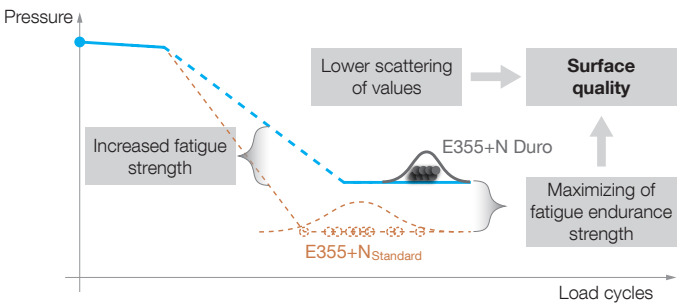 Pressure
Lower scattering
of values
Surface
quality
Increased fatigue
strength
E355+N Duro
Maximizing of
fatigue endurance
strength
E355+NStandard
Load cycles